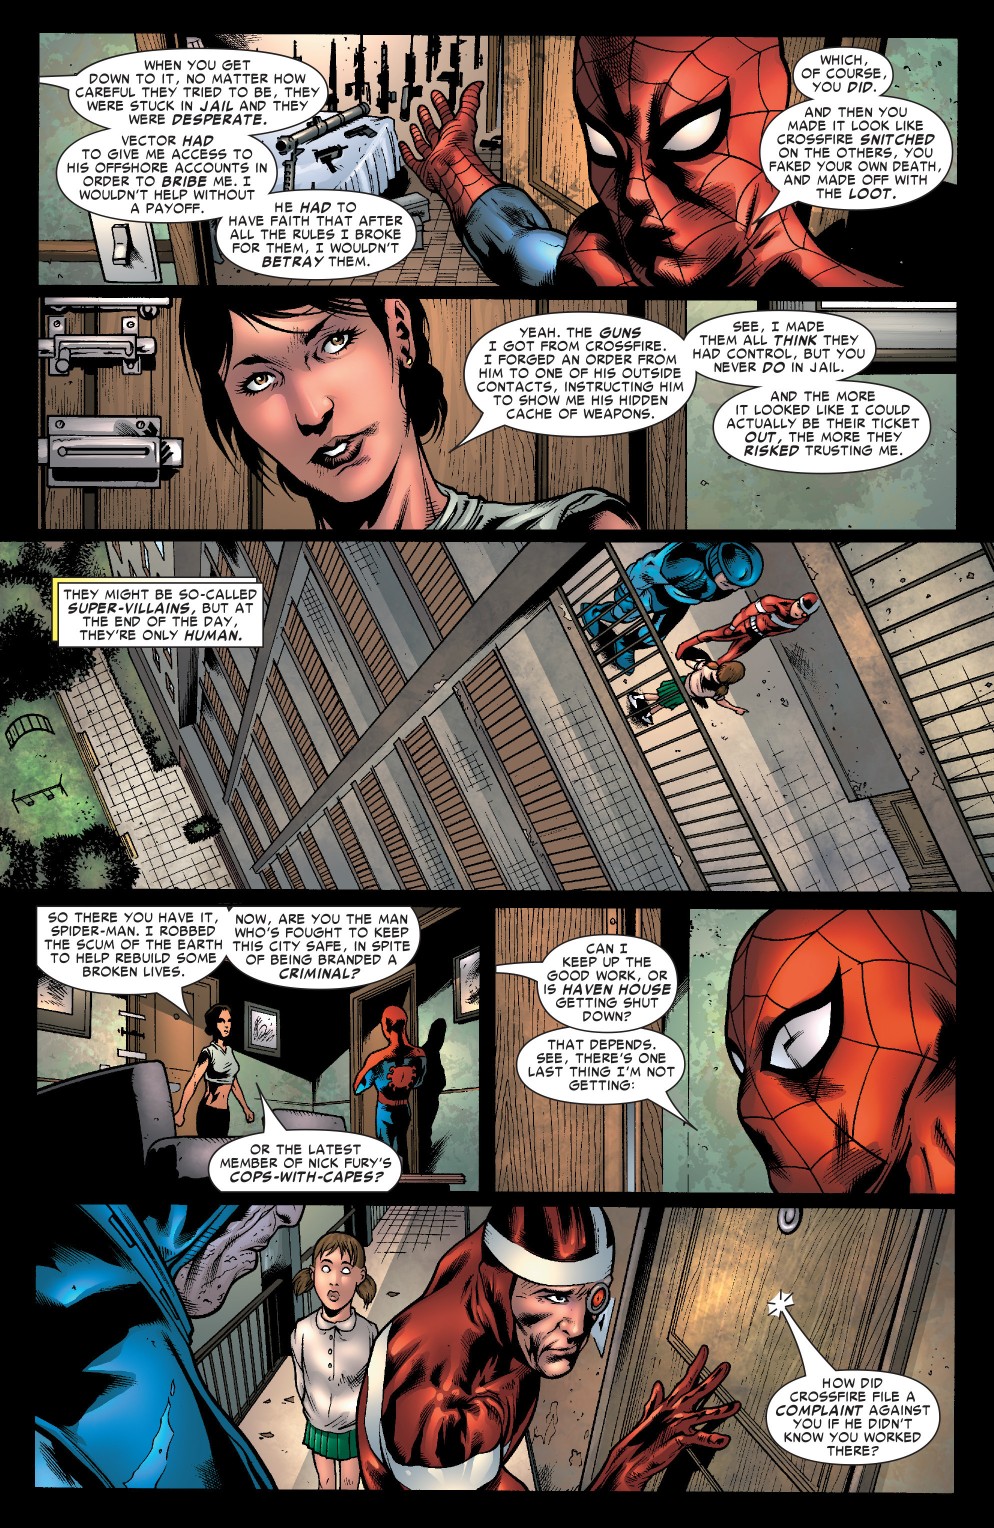 WHEN YOU GET
DOWN TO IT, NO MATTER HOW
CAREFUL THEY TRIED TO BE, THEY
WERE STUCK IN JAIL AND THEY
WERE DESPERATE.
VECTOR HAD
TO GIVE ME ACCESS TO
HIS OFFSHORE ACCOUNTS IN
ORDER TO BRIBE ME. I
WOULDN'T HELP WITHOUT
A PAYOFF.
HE HAD TO
HAVE FAITH THAT AFTER
ALL THE RULES I BROKE
FOR THEM, I WOULDN'T
BETRAY THEM.
WHICH,
OF COURSE,
YOU DID.
AND THEN YOU
MADE IT LOOK LIKE
CROSSFIRE SNITCHED
ON THE OTHERS, YOU
FAKED YOUR OWN DEATH,
AND MADE OFF WITH
THE LOOT.
YEAH. THE GUNS
I GOT FROM CROSSFIRE.
I FORGED AN ORDER FROM
HIM TO ONE OF HIS OUTSIDE
CONTACTS, INSTRUCTING HIM
TO SHOW ME HIS HIDDEN
CACHE OF WEAPONS.
SEE, I MADE
THEM ALL THINK THEY
HAD CONTROL, BUT YOU
NEVER DO IN JAIL.
AND THE MORE
IT LOOKED LIKE I COULD
ACTUALLY BE THEIR TICKET
OUT, THE MORE THEY
RISKED TRUSTING ME.
THEY MIGHT BE SO-CALLED
SUPER-VILLAINS, BUT AT
THE END OF THE DAY,
THEY'RE ONLY HUMAN.
SO THERE YOU HAVE IT,
SPIDER-MAN. I ROBBED
THE SCUM OF THE EARTH
TO HELP REBUILD SOME
BROKEN LIVES.
NOW, ARE YOU THE MAN
WHO'S FOUGHT TO KEEP
THIS CITY SAFE, IN SPITE
OF BEING BRANDED A
CRIMINAL?
OR THE LATEST
MEMBER OF NICK FURY'S
COPS-WITH-CAPES?
CAN I
KEEP UP THE
GOOD WORK, OR
IS HAVEN HOUSE
GETTING SHUT
DOWN?
THAT DEPENDS.
SEE, THERE'S ONE
LAST THING I'M NOT
GETTING:
HOW DID
CROSSFIRE FILE A
COMPLAINT AGAINST
YOU IF HE DIDN'T
KNOW YOU WORKED
THERE?